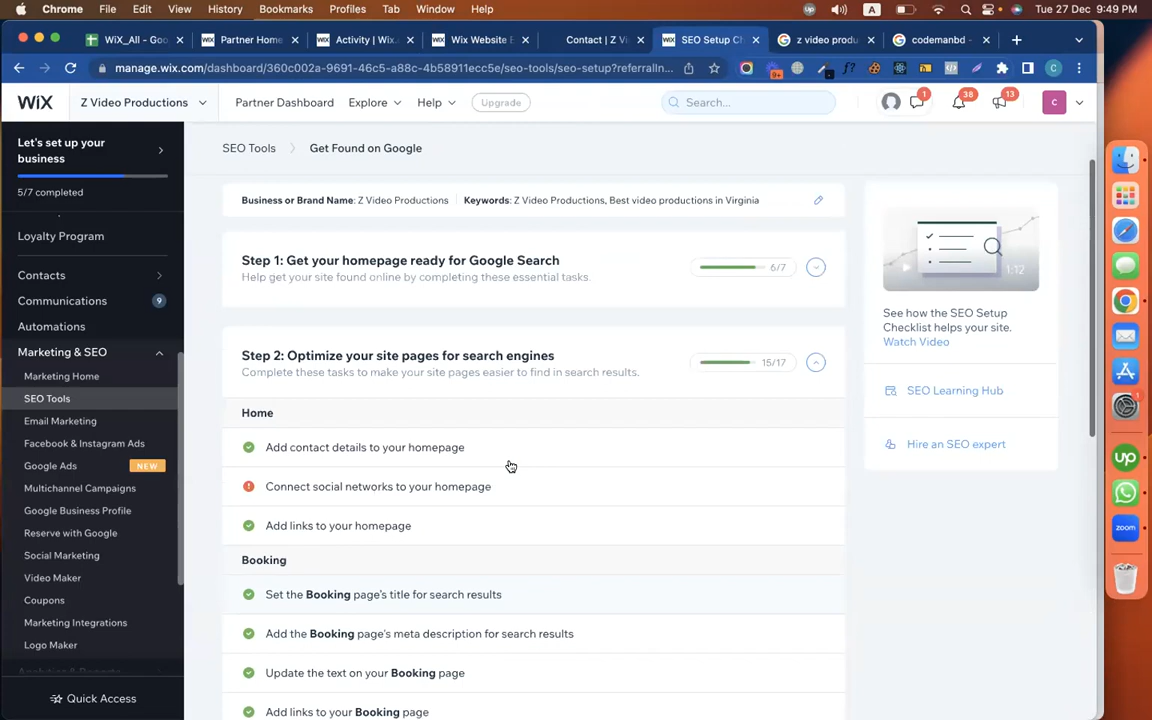 Chrome File Edit View History Bookmarks Profiles Tab Window Help A Tue 27 Dec 9:49 PM
WiX_All - Goo Partner Home Activity | Wix. Wix Website E Contact | Z Vi SEO Setup Ch z video produ codemanbd -
manage.wix.com/dashboard/360c002a-9691-46c5-a88c-4b58911ecc5e/seo-tools/seo-setup?referralIn... 9+ f? C
WiX Z Video Productions Partner Dashboard Explore Help Upgrade Search... 1 38 13 C
Let's set up your
business
5/7 completed
Loyalty Program
Contacts
Communications 9
Automations
Marketing & SEO
Marketing Home
SEO Tools
Email Marketing
Facebook & Instagram Ads
Google Ads NEW
Multichannel Campaigns
Google Business Profile
Reserve with Google
Social Marketing
Video Maker
Coupons
Marketing Integrations
Logo Maker
Quick Access
SEO Tools Get Found on Google
Business or Brand Name: Z Video Productions Keywords: Z Video Productions, Best video productions in Virginia
Step 1: Get your homepage ready for Google Search
Help get your site found online by completing these essential tasks.
6/7
Step 2: Optimize your site pages for search engines
Complete these tasks to make your site pages easier to find in search results.
15/17
Home
Add contact details to your homepage
Connect social networks to your homepage
Add links to your homepage
Booking
Set the Booking page's title for search results
Add the Booking page's meta description for search results
Update the text on your Booking page
Add links to your Booking page
1:12
See how the SEO Setup
Checklist helps your site.
Watch Video
SEO Learning Hub
Hire an SEO expert
1
up
zoom